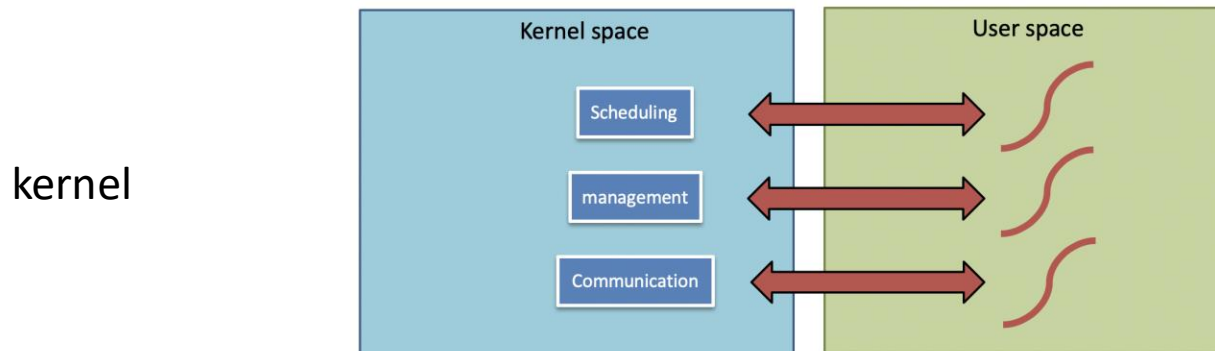 kernel
Kernel space
Scheduling
management
Communication
User space